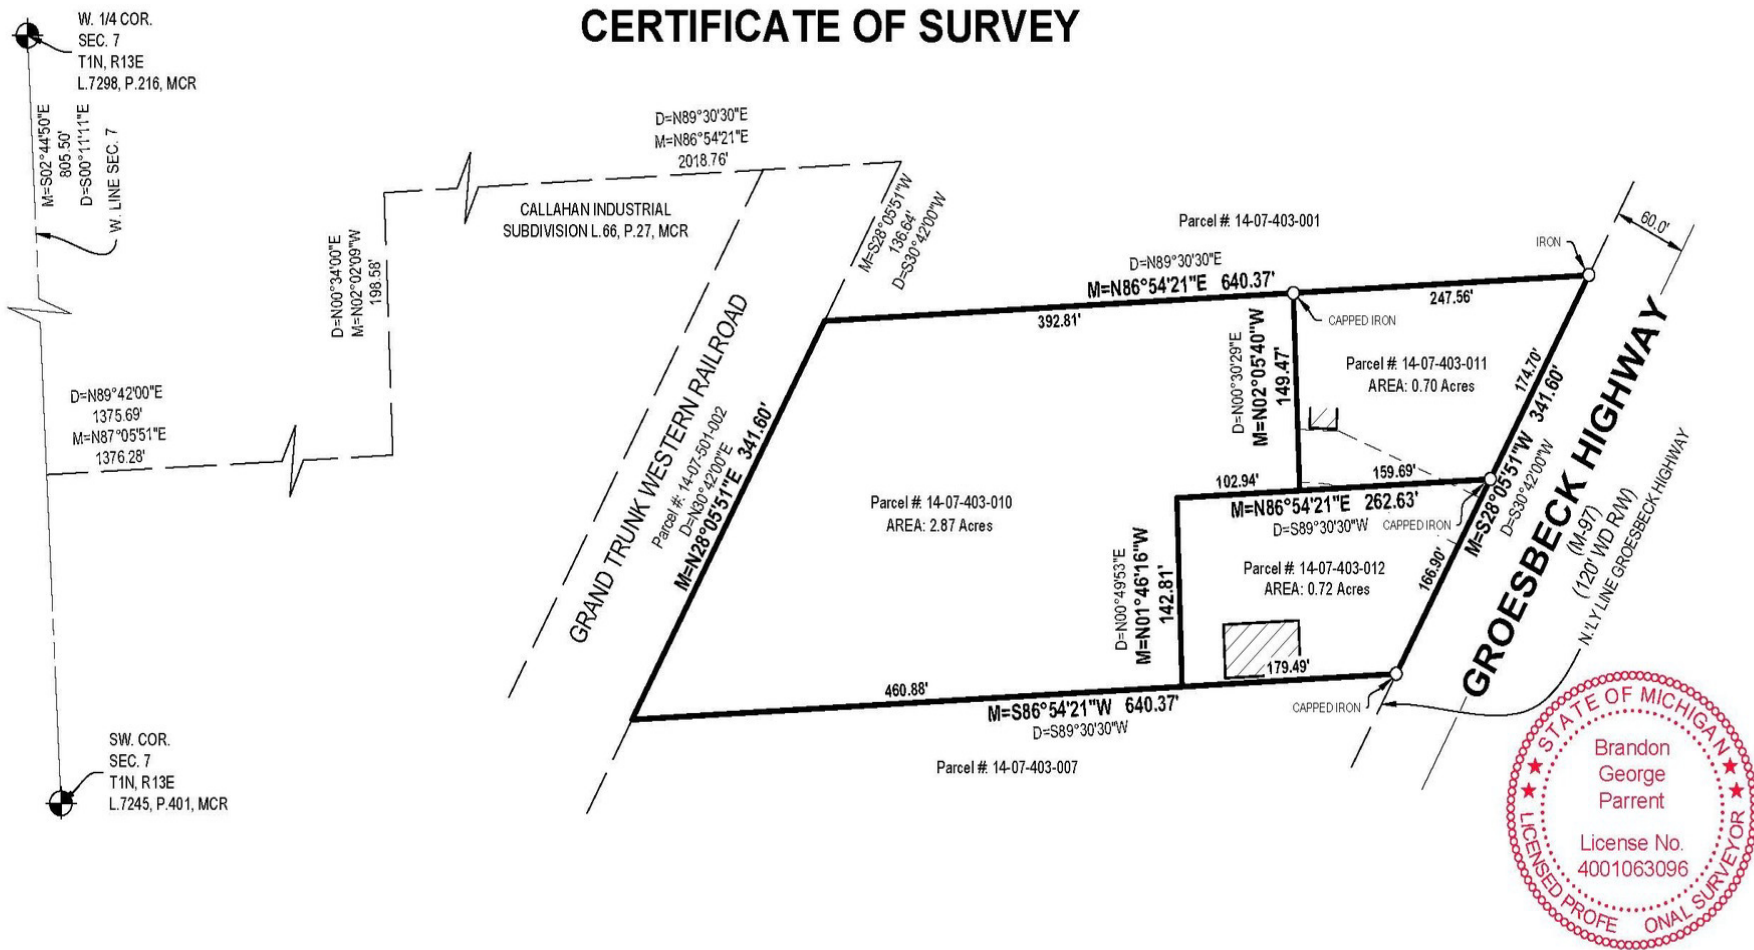 CERTIFICATE OF SURVEY
W. 1/4 COR.
SEC. 7
T1N, R13E
L.7298, P.216, MCR
M=S02°44'50"E
805.50'
D=S00°11'11"E
W. LINE SEC. 7
D=N89°30'30"E
M=N86°54'21"E
2018.76'
CALLAHAN INDUSTRIAL
SUBDIVISION L.66, P.27, MCR
D=N00°34'00"E
M=N02°02'09"W
198.58'
M=S28°05'51"W
136.64'
D=S30°42'00"W
D=N89°42'00"E
1375.69'
M=N87°05'51"E
1376.28'
GRAND TRUNK WESTERN RAILROAD
Parcel #: 14-07-501-002
D=N30°42'00"E
M=N28°05'51"E 341.60'
Parcel #: 14-07-403-001
D=N89°30'30"E
M=N86°54'21"E 640.37'
392.81'
247.56'
IRON
60.0'
CAPPED IRON
D=N00°30'29"E
M=N02°05'40"W
149.47'
Parcel #: 14-07-403-011
AREA: 0.70 Acres
174.70'
M=S28°05'51"W 341.60'
D=S30°42'00"W
GROESBECK HIGHWAY
(M-97)
(120' WD R/W)
N.'LY LINE GROESBECK HIGHWAY
Parcel #: 14-07-403-010
AREA: 2.87 Acres
102.94'
159.69'
M=N86°54'21"E 262.63'
D=S89°30'30"W
CAPPED IRON
D=N00°49'53"E
M=N01°46'16"W
142.81'
Parcel #: 14-07-403-012
AREA: 0.72 Acres
166.90'
179.49'
460.88'
M=S86°54'21"W 640.37'
D=S89°30'30"W
CAPPED IRON
Parcel #: 14-07-403-007
SW. COR.
SEC. 7
T1N, R13E
L.7245, P.401, MCR
STATE OF MICHIGAN
Brandon
George
Parrent
License No.
4001063096
LICENSED PROFE ONAL SURVEYOR